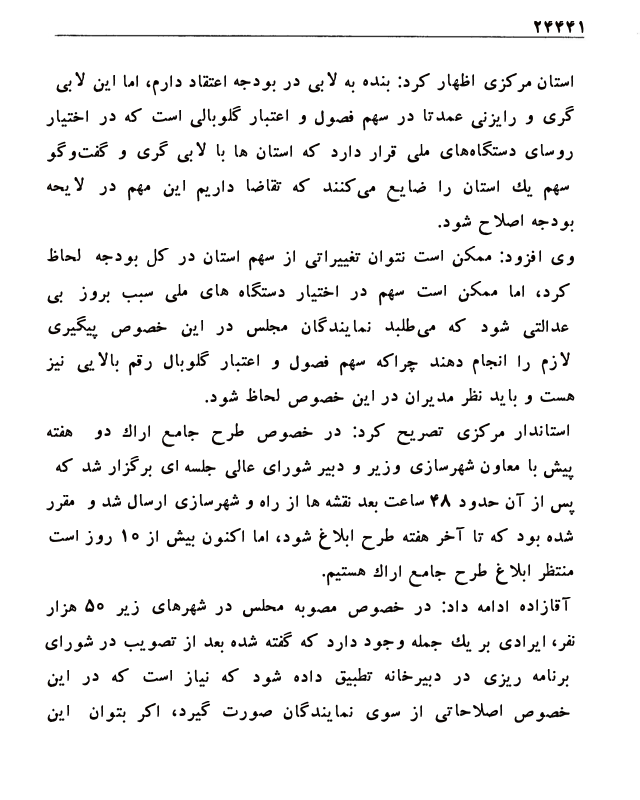 ۲۴۴۴۱
استان مرکزی اظهار کرد: بنده به لابی در بودجه اعتقاد دارم، اما این لابی
گری و رایزنی عمدتا در سهم فصول و اعتبار گلوبالی است که در اختیار
روسای دستگاه‌های ملی قرار دارد که استان ها با لابی گری و گفت‌وگو
سهم یك استان را ضایع می‌کنند که تقاضا داریم این مهم در لایحه
بودجه اصلاح شود.
وی افزود: ممکن است نتوان تغییراتی از سهم استان در کل بودجه لحاظ
کرد، اما ممکن است سهم در اختیار دستگاه های ملی سبب بروز بی
عدالتی شود که می‌طلبد نمایندگان مجلس در این خصوص پیگیری
لازم را انجام دهند چراکه سهم فصول و اعتبار گلوبال رقم بالایی نیز
هست و باید نظر مدیران در این خصوص لحاظ شود.
استاندار مرکزی تصریح کرد: در خصوص طرح جامع اراك دو هفته
پیش با معاون شهرسازی وزیر و دبیر شورای عالی جلسه ای برگزار شد که
پس از آن حدود ۴۸ ساعت بعد نقشه ها از راه و شهرسازی ارسال شد و مقرر
شده بود که تا آخر هفته طرح ابلاغ شود، اما اکنون بیش از ۱۰ روز است
منتظر ابلاغ طرح جامع اراك هستیم.
آقازاده ادامه داد: در خصوص مصوبه مجلس در شهرهای زیر ۵۰ هزار
نفر، ایرادی بر یك جمله وجود دارد که گفته شده بعد از تصویب در شورای
برنامه ریزی در دبیرخانه تطبیق داده شود که نیاز است که در این
خصوص اصلاحاتی از سوی نمایندگان صورت گیرد، اکر بتوان این